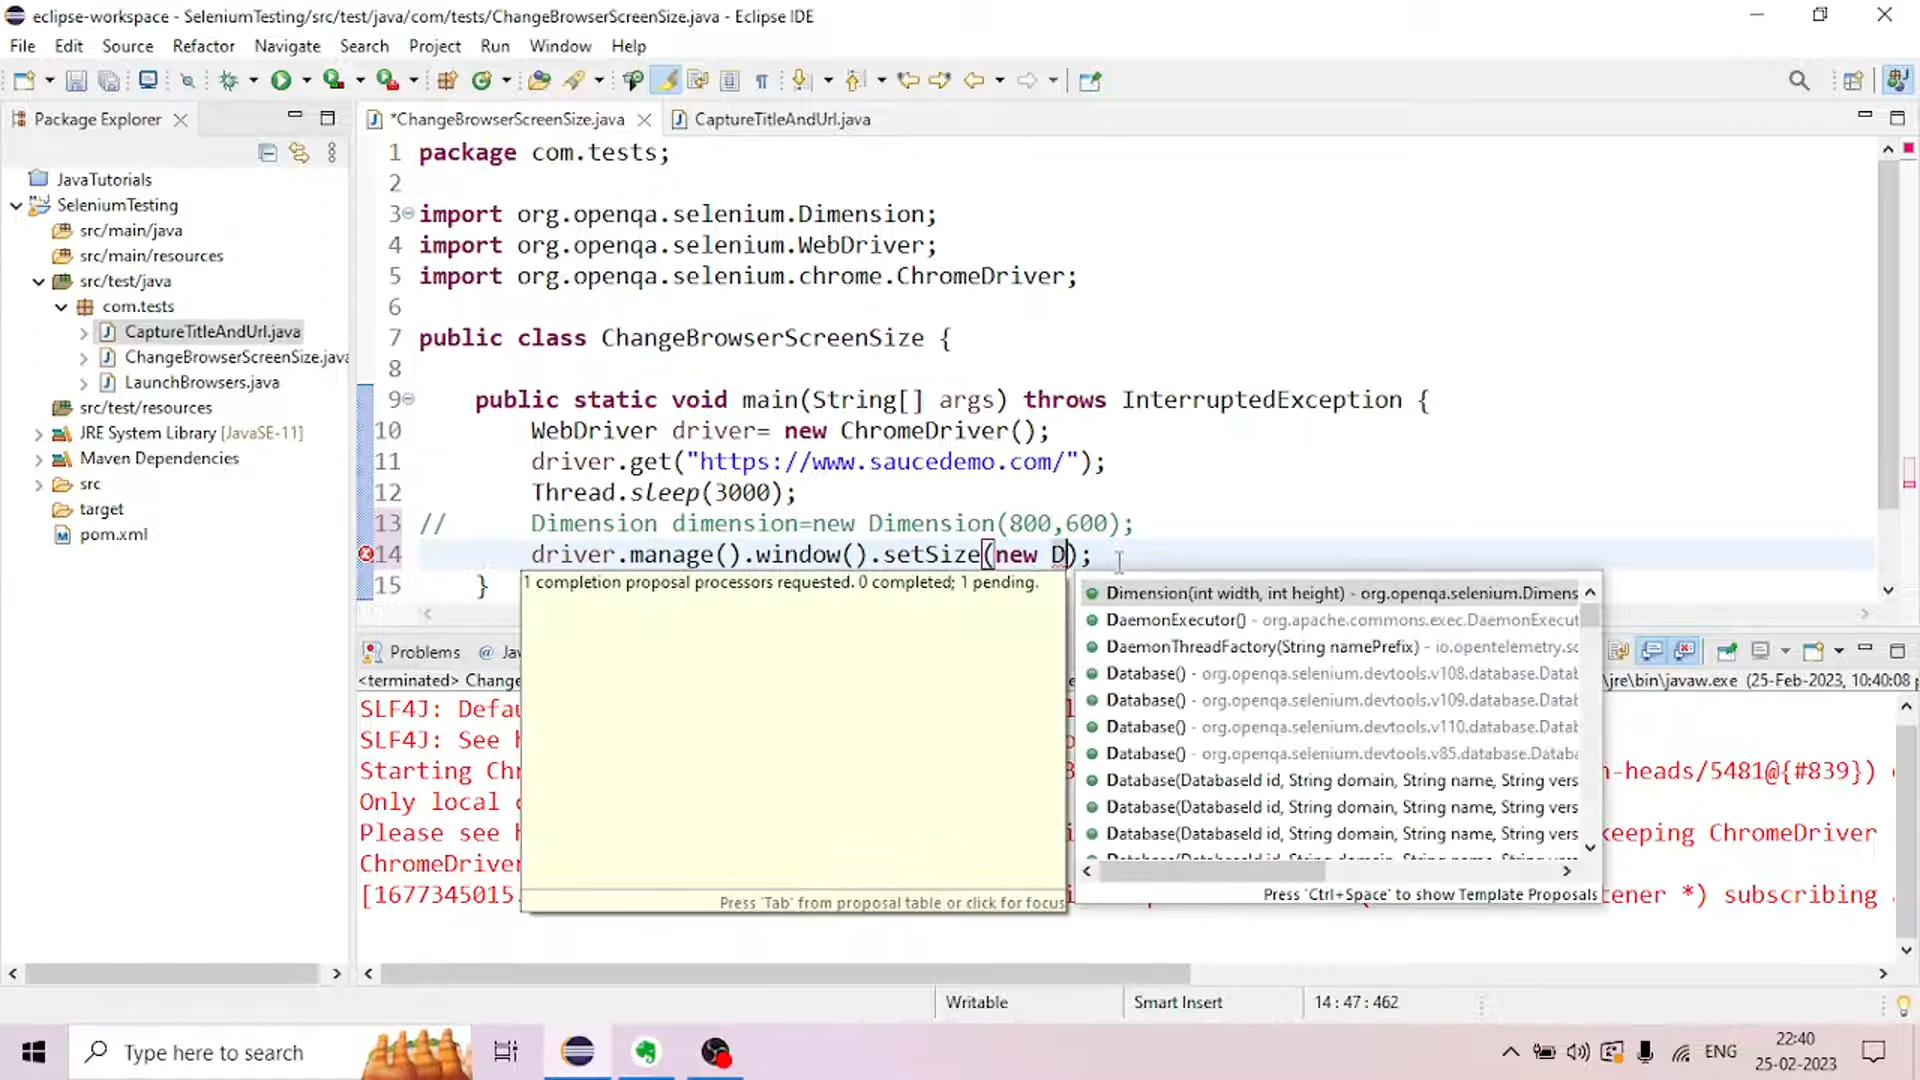 eclipse-workspace - SeleniumTesting/src/test/java/com/tests/ChangeBrowserScreenSize.java - Eclipse IDE
File Edit Source Refactor Navigate Search Project Run Window Help
Package Explorer
*ChangeBrowserScreenSize.java
CaptureTitleAndUrl.java
JavaTutorials
SeleniumTesting
src/main/java
src/main/resources
src/test/java
com.tests
CaptureTitleAndUrl.java
ChangeBrowserScreenSize.java
LaunchBrowsers.java
src/test/resources
JRE System Library [JavaSE-11]
Maven Dependencies
src
target
pom.xml
1 package com.tests;
2
3 import org.openqa.selenium.Dimension;
4 import org.openqa.selenium.WebDriver;
5 import org.openqa.selenium.chrome.ChromeDriver;
6
7 public class ChangeBrowserScreenSize {
8
9 public static void main(String[] args) throws InterruptedException {
10 WebDriver driver= new ChromeDriver();
11 driver.get("https://www.saucedemo.com/");
12 Thread.sleep(3000);
13 // Dimension dimension=new Dimension(800,600);
14 driver.manage().window().setSize(new D);
15 }
1 completion proposal processors requested. 0 completed; 1 pending.
Press 'Tab' from proposal table or click for focus
Dimension(int width, int height) - org.openqa.selenium.Dimens
DaemonExecutor() - org.apache.commons.exec.DaemonExecut
DaemonThreadFactory(String namePrefix) - io.opentelemetry.sc
Database() - org.openqa.selenium.devtools.v108.database.Datab
Database() - org.openqa.selenium.devtools.v109.database.Datab
Database() - org.openqa.selenium.devtools.v110.database.Datab
Database() - org.openqa.selenium.devtools.v85.database.Databa
Database(DatabaseId id, String domain, String name, String vers
Database(DatabaseId id, String domain, String name, String vers
Database(DatabaseId id, String domain, String name, String vers
Press 'Ctrl+Space' to show Template Proposals
Problems @ Jav
<terminated> Change \jre\bin\javaw.exe (25-Feb-2023, 10:40:08
SLF4J: Defau
SLF4J: See
Starting Chr n-heads/5481@{#839})
Only local
Please see keeping ChromeDriver
ChromeDriver
[1677345015. tener *) subscribing
Writable
Smart Insert
14 : 47 : 462
Type here to search
ENG
22:40
25-02-2023